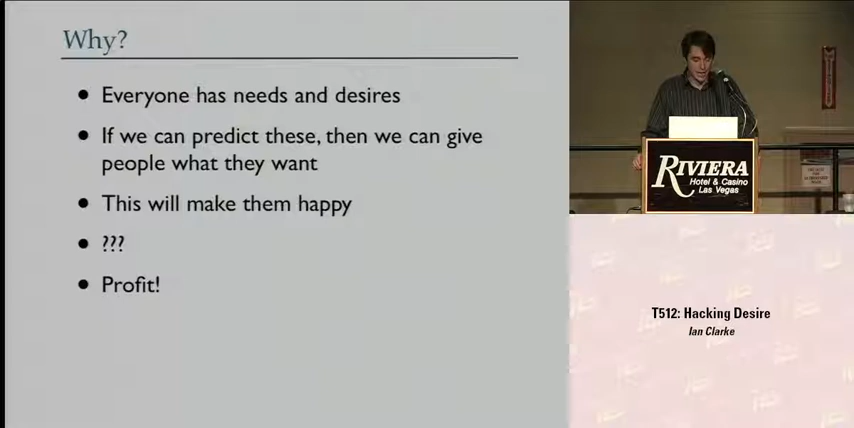 Why?
• Everyone has needs and desires
• If we can predict these, then we can give
people what they want
• This will make them happy
• ???
• Profit!
RIVIERA
Hotel & Casino
Las Vegas
T512: Hacking Desire
Ian Clarke